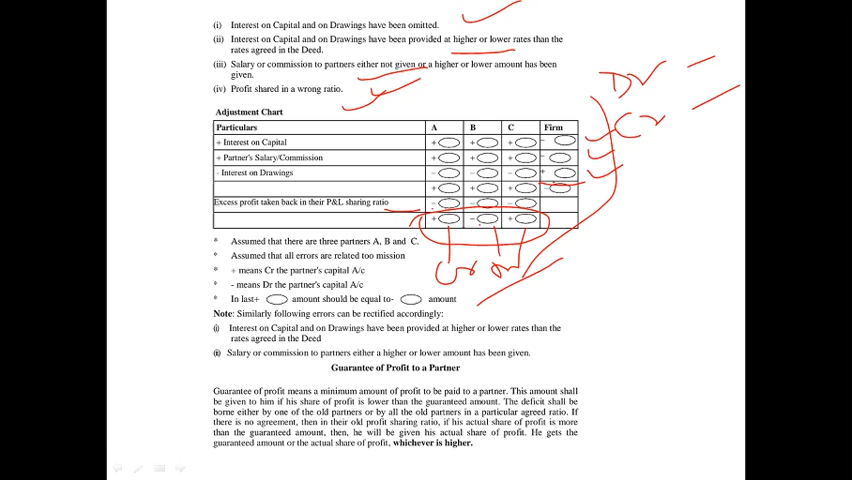 (i) Interest on Capital and on Drawings have been omitted.
(ii) Interest on Capital and on Drawings have been provided at higher or lower rates than the
rates agreed in the Deed.
(iii) Salary or commission to partners either not given or a higher or lower amount has been
given.
(iv) Profit shared in a wrong ratio.
Dr
Cr
Adjustment Chart
Particulars A B C Firm
+ Interest on Capital + + + -
+ Partner's Salary/Commission + + + -
- Interest on Drawings - - - +
+ + + -
Excess profit taken back in their P&L sharing ratio - - -
+ - +
* Assumed that there are three partners A, B and C.
* Assumed that all errors are related too mission
* + means Cr the partner's capital A/c
* - means Dr the partner's capital A/c
* In last+ amount should be equal to- amount
Cr Dr
Note: Similarly following errors can be rectified accordingly:
(i) Interest on Capital and on Drawings have been provided at higher or lower rates than the
rates agreed in the Deed
(ii) Salary or commission to partners either a higher or lower amount has been given.
Guarantee of Profit to a Partner
Guarantee of profit means a minimum amount of profit to be paid to a partner. This amount shall
be given to him if his share of profit is lower than the guaranteed amount. The deficit shall be
borne either by one of the old partners or by all the old partners in a particular agreed ratio. If
there is no agreement, then in their old profit sharing ratio, if his actual share of profit is more
than the guaranteed amount, then, he will be given his actual share of profit. He gets the
guaranteed amount or the actual share of profit, whichever is higher.